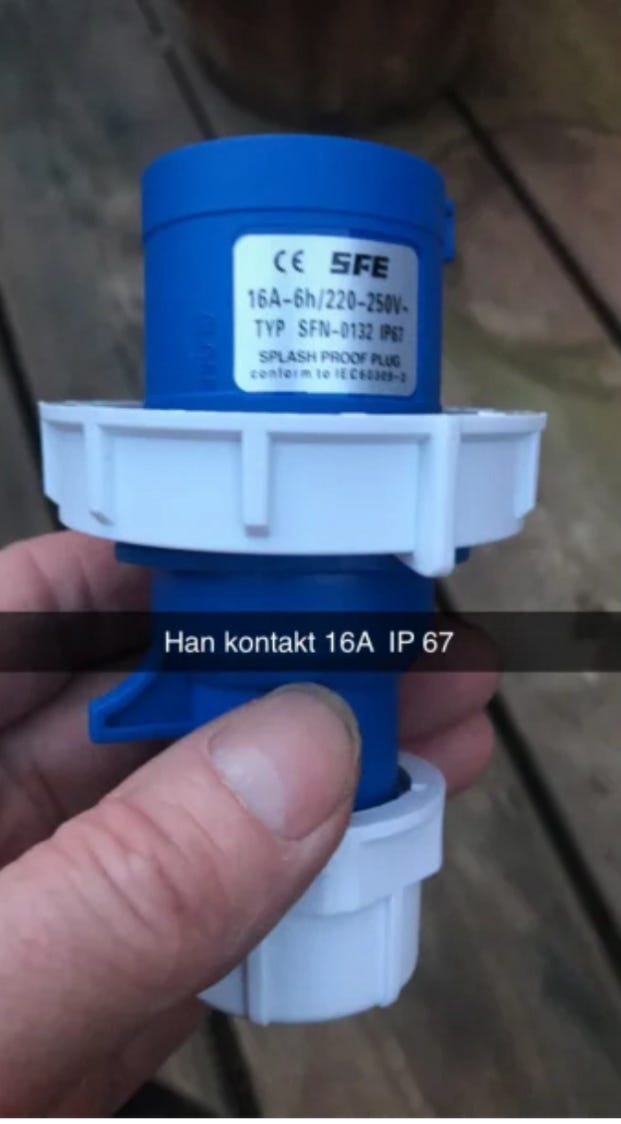 CE SFE
16A-6h/220-250V~
TYP SFN-0132 IP67
SPLASH PROOF PLUG
conform to IEC60309-2
Han kontakt 16A IP 67